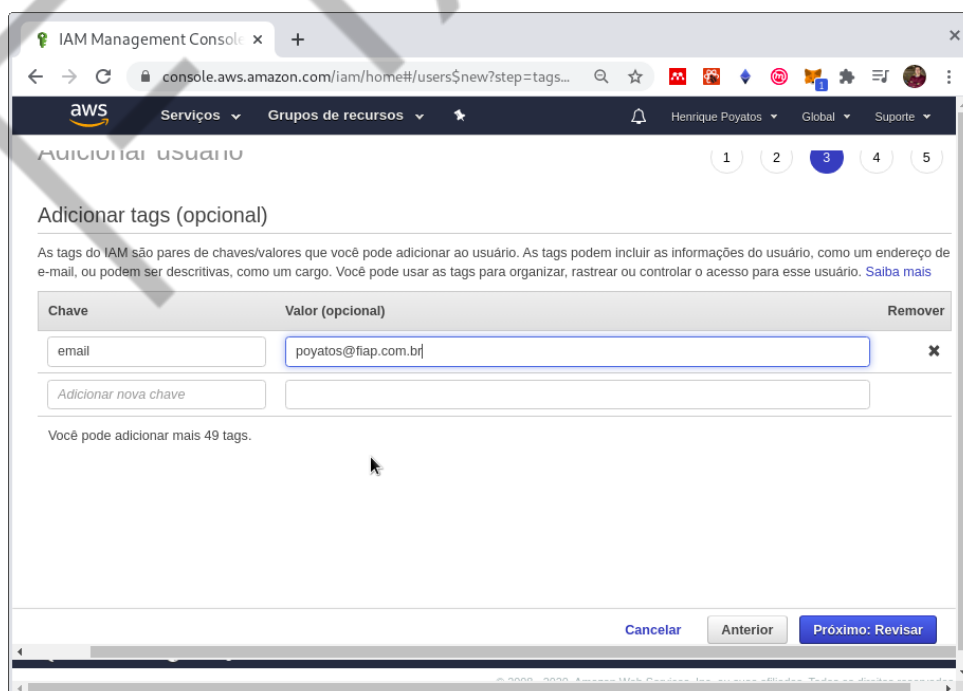 IAM Management Console
console.aws.amazon.com/iam/home#/users$new?step=tags...
1
aws Serviços Grupos de recursos Henrique Poyatos Global Suporte
Adicionar usuário 1 2 3 4 5
Adicionar tags (opcional)
As tags do IAM são pares de chaves/valores que você pode adicionar ao usuário. As tags podem incluir as informações do usuário, como um endereço de
e-mail, ou podem ser descritivas, como um cargo. Você pode usar as tags para organizar, rastrear ou controlar o acesso para esse usuário. Saiba mais
Chave Valor (opcional) Remover
email poyatos@fiap.com.br
Adicionar nova chave
Você pode adicionar mais 49 tags.
Cancelar Anterior Próximo: Revisar